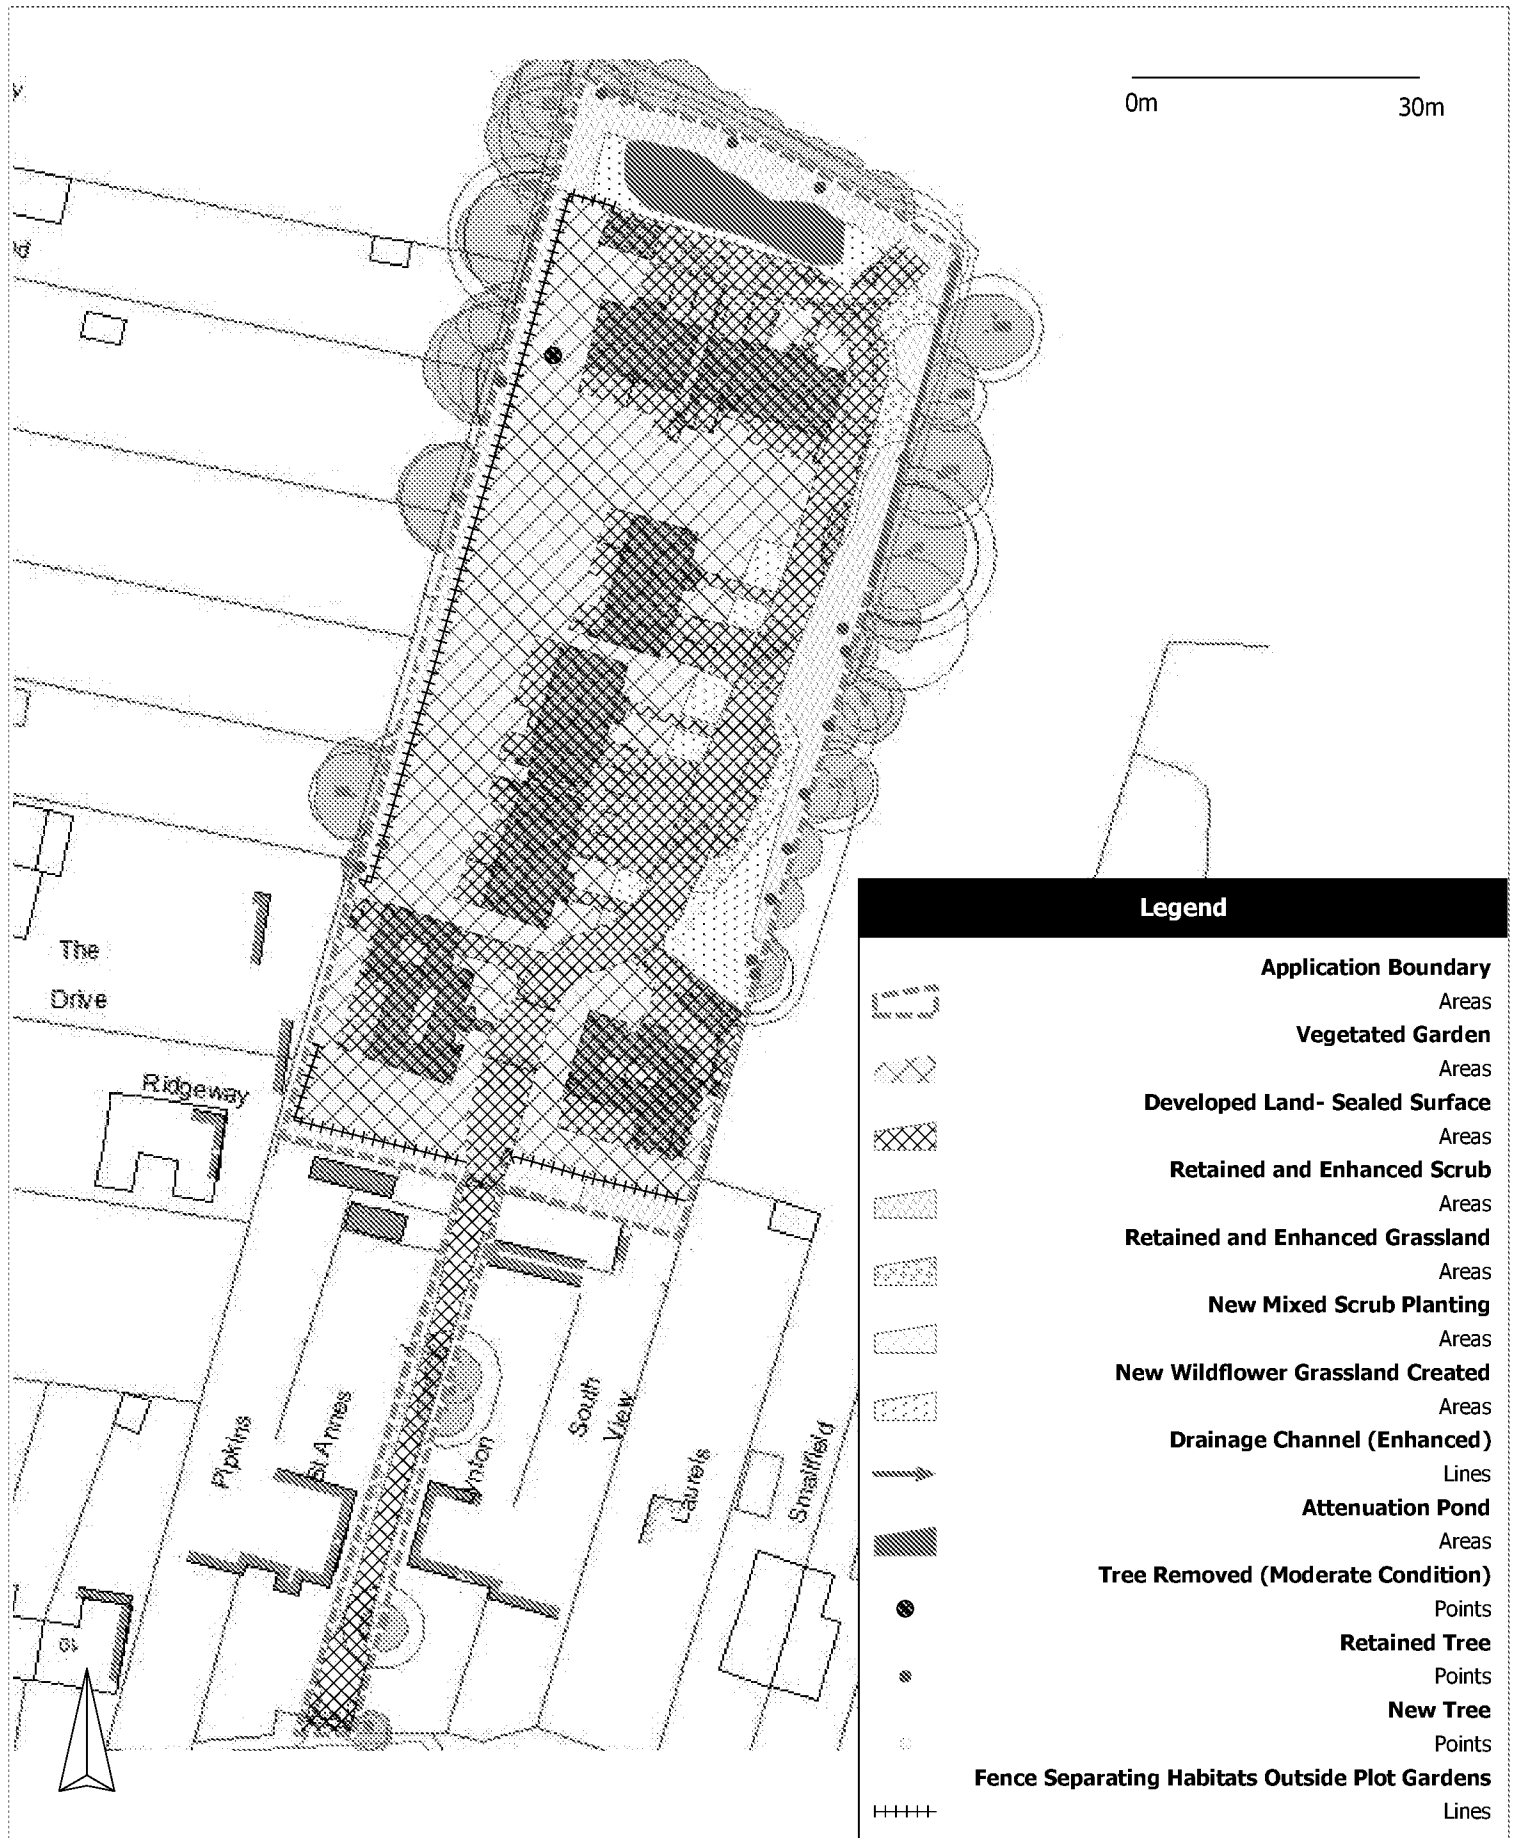 0m
30m
The
Drive
Ridgeway
Pipkins
St Annes
South
View
Laurels
Smallfield
10
Legend
Application Boundary
Areas
Vegetated Garden
Areas
Developed Land- Sealed Surface
Areas
Retained and Enhanced Scrub
Areas
Retained and Enhanced Grassland
Areas
New Mixed Scrub Planting
Areas
New Wildflower Grassland Created
Areas
Drainage Channel (Enhanced)
Lines
Attenuation Pond
Areas
Tree Removed (Moderate Condition)
Points
Retained Tree
Points
New Tree
Points
Fence Separating Habitats Outside Plot Gardens
Lines